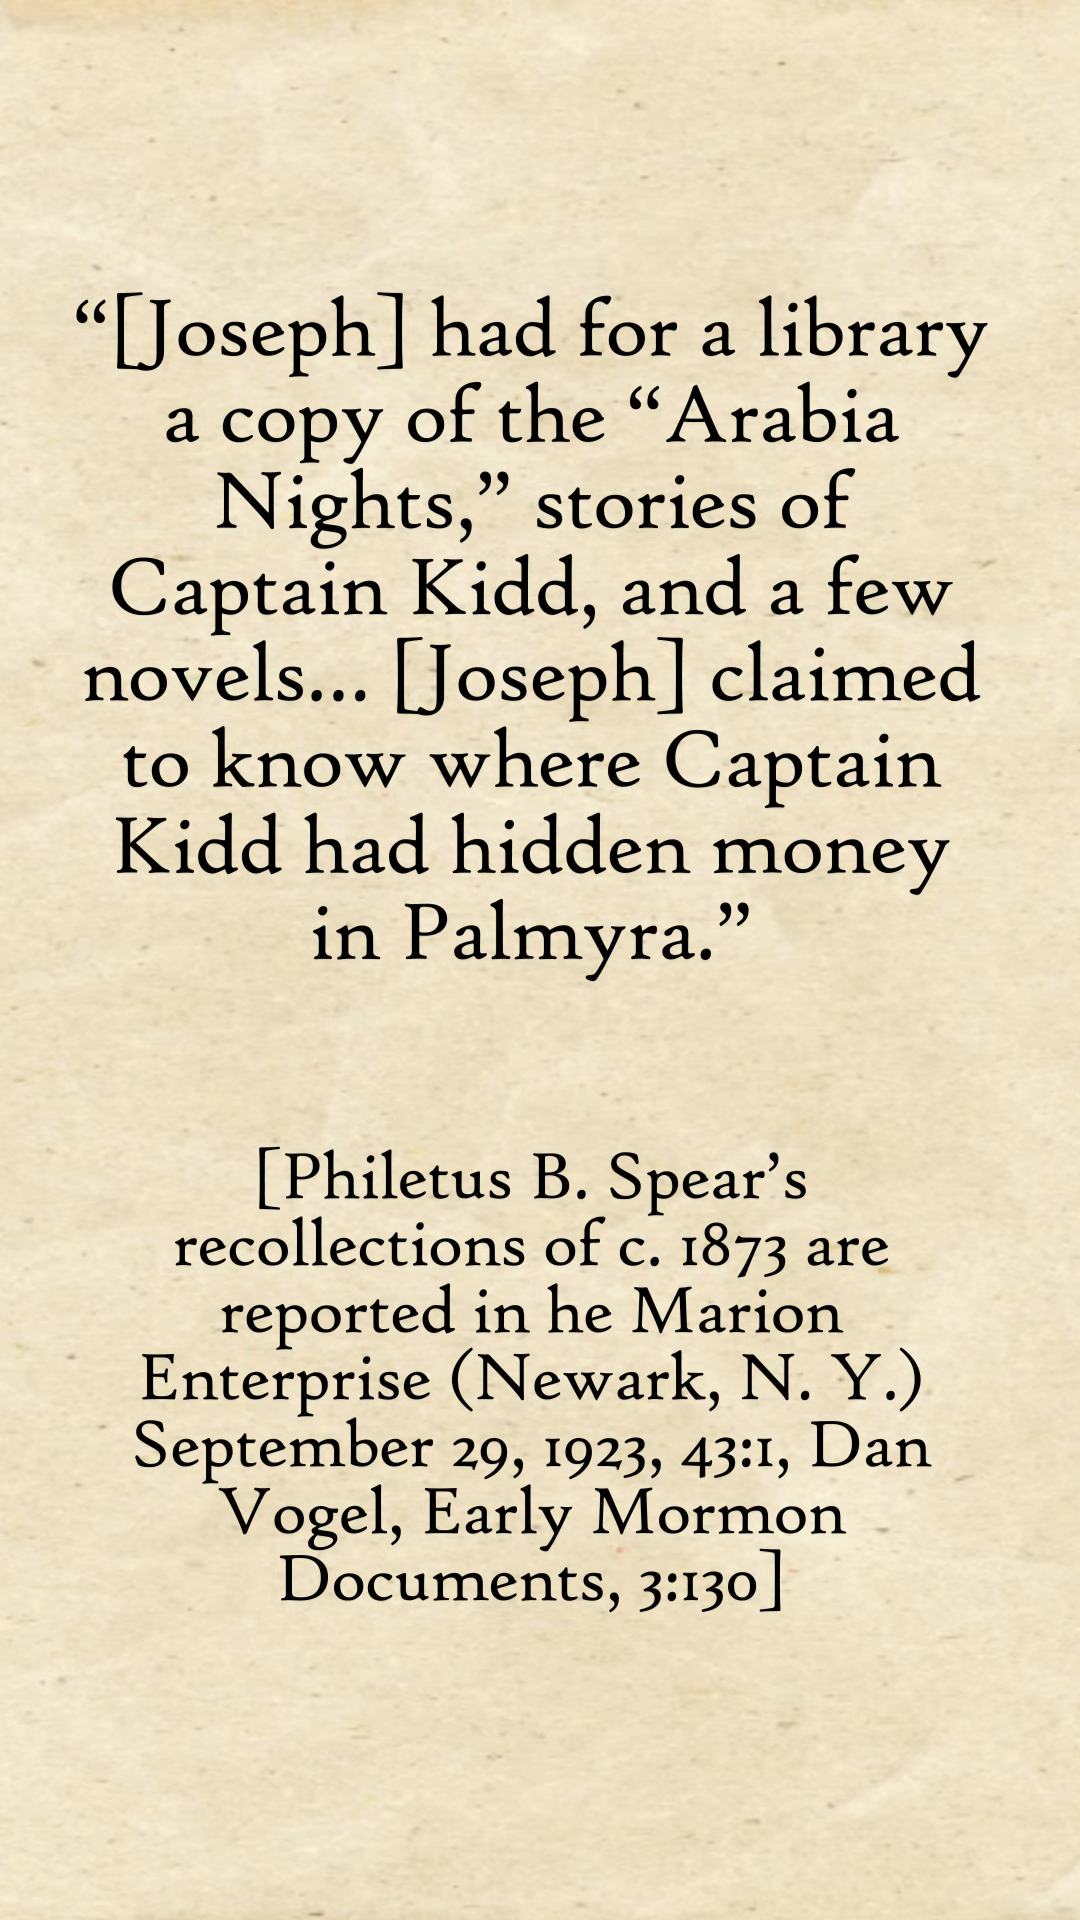 “[Joseph] had for a library
a copy of the “Arabia
Nights,” stories of
Captain Kidd, and a few
novels... [Joseph] claimed
to know where Captain
Kidd had hidden money
in Palmyra.”
[Philetus B. Spear’s
recollections of c. 1873 are
reported in he Marion
Enterprise (Newark, N. Y.)
September 29, 1923, 43:1, Dan
Vogel, Early Mormon
Documents, 3:130]